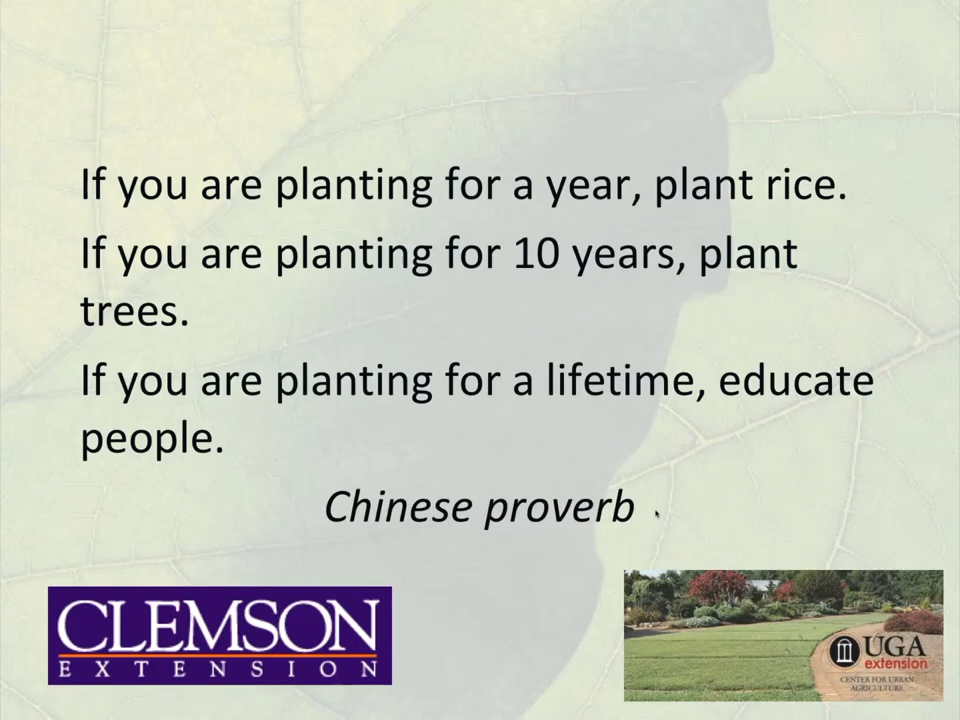 If you are planting for a year, plant rice.
If you are planting for 10 years, plant
trees.
If you are planting for a lifetime, educate
people.
Chinese proverb
CLEMSON
EXTENSION
UGA
extension
CENTER FOR URBAN
AGRICULTURE